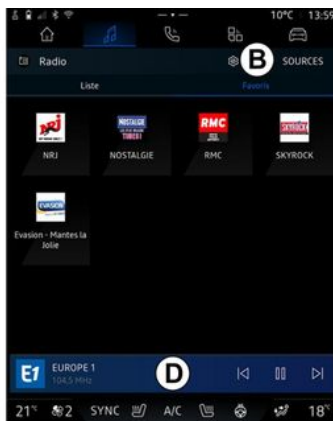 10°C 13:59
Radio B SOURCES
Liste Favoris
NRJ
NOSTALGIE
RMC
SKYROCK
NRJ NOSTALGIE RMC SKYROCK
EVASION
Evasion - Mantes la
Jolie
E1 EUROPE 1
104,5 MHz
D
21°C 2 SYNC A/C 18°C